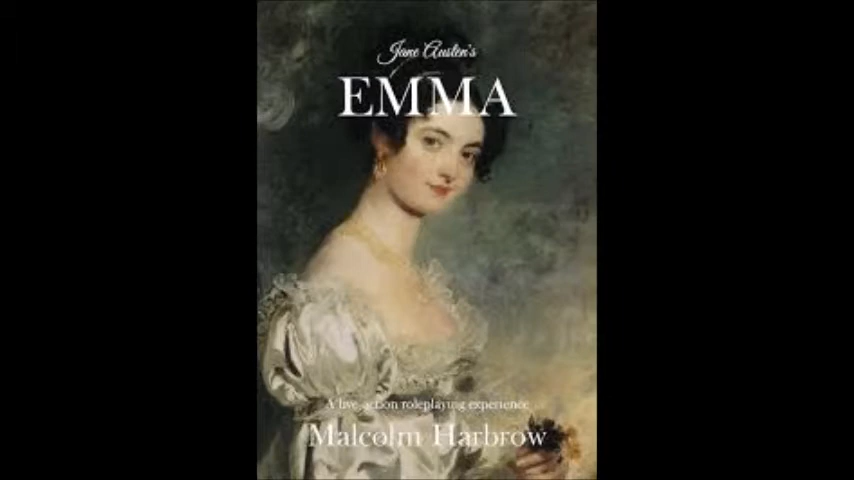 Jane Austen's
EMMA
A live action roleplaying experience
Malcolm Harbrow